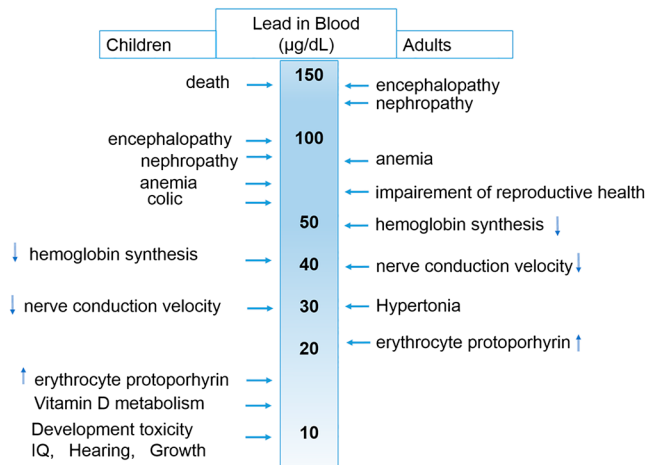 Lead in Blood
(µg/dL)
Children
Adults
death
150
encephalopathy
nephropathy
encephalopathy
100
nephropathy
anemia
anemia
colic
impairement of reproductive health
50
hemoglobin synthesis ↓
↓ hemoglobin synthesis
40
nerve conduction velocity ↓
↓ nerve conduction velocity
30
Hypertonia
20
erythrocyte protoporhyrin ↑
↑ erythrocyte protoporhyrin
Vitamin D metabolism
Development toxicity
10
IQ, Hearing, Growth